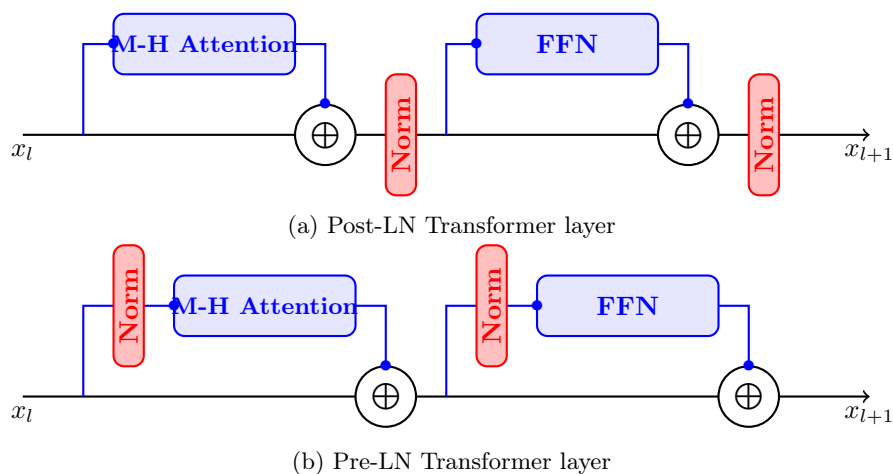 M-H Attention
FFN
⊕
Norm
⊕
Norm
x_l
x_{l+1}
(a) Post-LN Transformer layer
Norm
M-H Attention
Norm
FFN
⊕
⊕
x_l
x_{l+1}
(b) Pre-LN Transformer layer